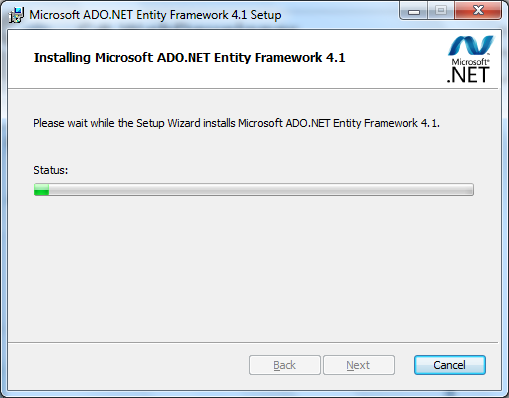 Microsoft ADO.NET Entity Framework 4.1 Setup
Installing Microsoft ADO.NET Entity Framework 4.1
Microsoft®
.NET
Please wait while the Setup Wizard installs Microsoft ADO.NET Entity Framework 4.1.
Status:
Back Next Cancel